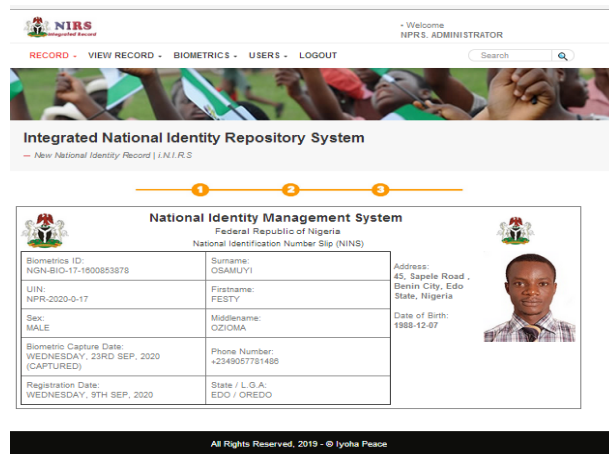 NIRS
Integrated Record
- Welcome
NPRS. ADMINISTRATOR
RECORD - VIEW RECORD - BIOMETRICS - USERS - LOGOUT
Search
Integrated National Identity Repository System
— New National Identity Record | i.N.I.R.S
1 2 3
National Identity Management System
Federal Republic of Nigeria
National Identification Number Slip (NINS)
Biometrics ID:
NGN-BIO-17-1600853878
Surname:
OSAMUYI
UIN:
NPR-2020-0-17
Firstname:
FESTY
Sex:
MALE
Middlename:
OZIOMA
Biometric Capture Date:
WEDNESDAY, 23RD SEP, 2020
(CAPTURED)
Phone Number:
+2349057781486
Registration Date:
WEDNESDAY, 9TH SEP, 2020
State / L.G.A:
EDO / OREDO
Address:
45, Sapele Road ,
Benin City, Edo
State, Nigeria
Date of Birth:
1988-12-07
All Rights Reserved, 2019 - © Iyoha Peace